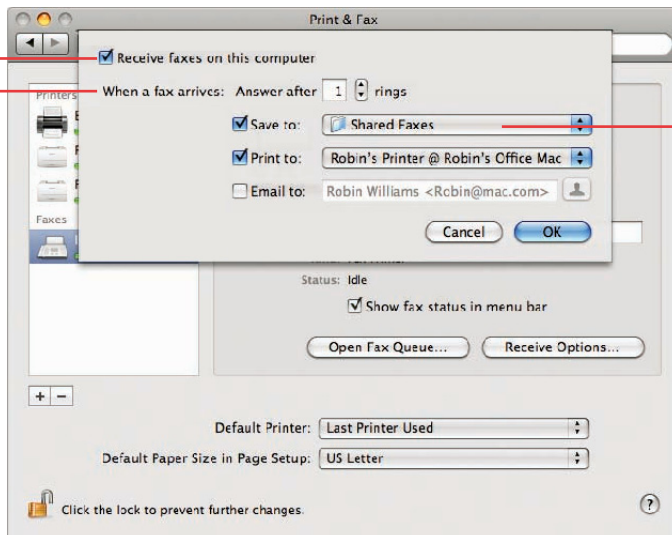 Print & Fax
Receive faxes on this computer
When a fax arrives: Answer after 1 rings
Printers
Save to: Shared Faxes
Print to: Robin's Printer @ Robin's Office Mac
Email to: Robin Williams <Robin@mac.com>
Faxes
Cancel OK
Status: Idle
Show fax status in menu bar
Open Fax Queue... Receive Options...
+ −
Default Printer: Last Printer Used
Default Paper Size in Page Setup: US Letter
Click the lock to prevent further changes. ?